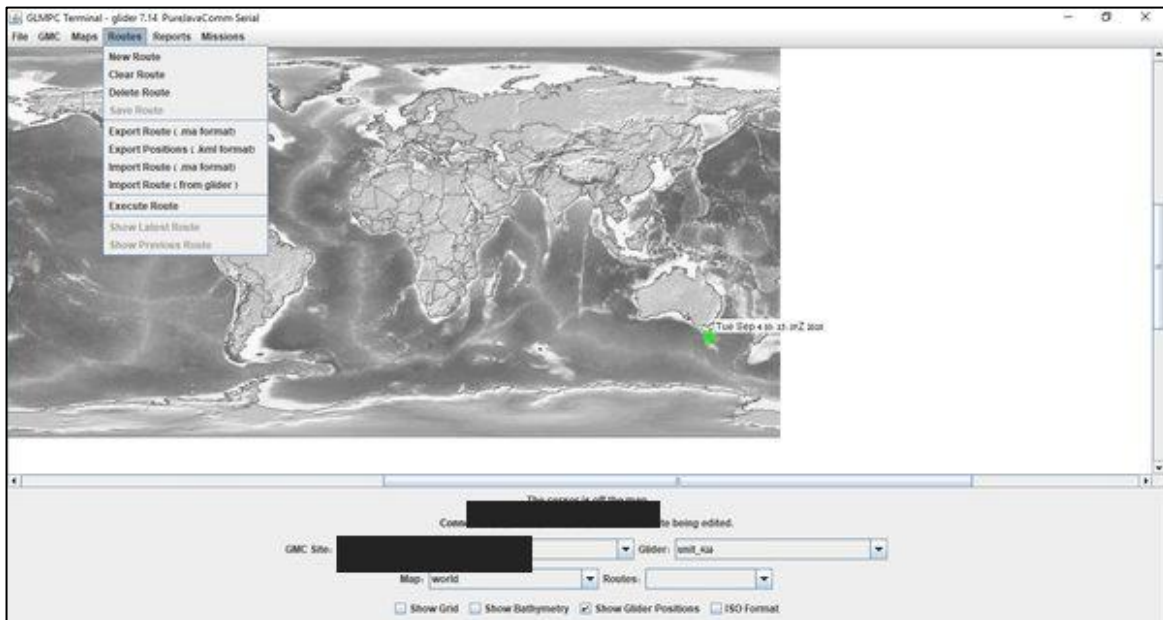 GLMPC Terminal - glider 7.14 PureJavaComm Serial
File GMC Maps Routes Reports Missions
New Route
Clear Route
Delete Route
Save Route
Export Route ( .ma format)
Export Positions ( .kml format)
Import Route ( .ma format)
Import Route ( from glider )
Execute Route
Show Latest Route
Show Previous Route
Tue Sep 4
The cursor is off the map
being edited.
GMC Site: Glider:
Map: world Routes:
Show Grid Show Bathymetry Show Glider Positions ISO Format